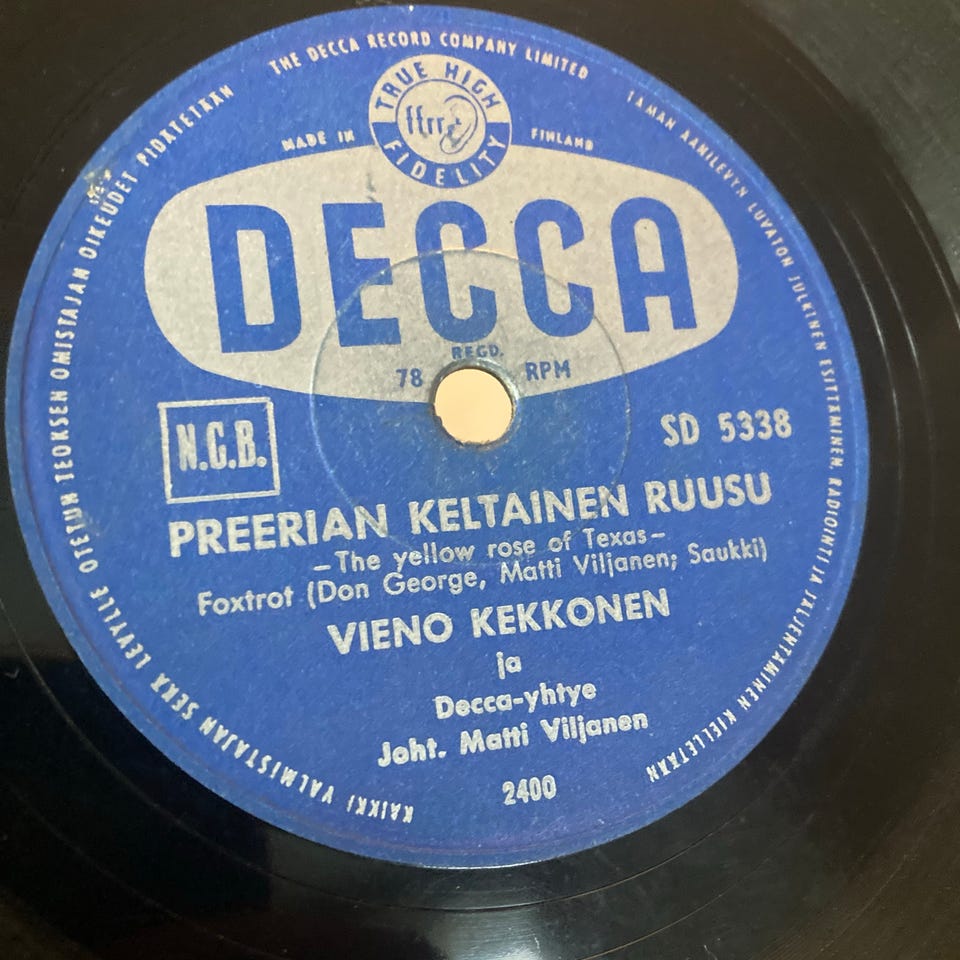 THE DECCA RECORD COMPANY LIMITED
TRUE HIGH
ffrr
FIDELITY
MADE IN
FINLAND
DECCA
REGD.
78 RPM
N.C.B.
SD 5338
PREERIAN KELTAINEN RUUSU
–The yellow rose of Texas–
Foxtrot (Don George, Matti Viljanen; Saukki)
VIENO KEKKONEN
ja
Decca-yhtye
Joht. Matti Viljanen
2400
KAIKKI VALMISTAJAN SEKÄ LEVYLLE OTETUN TEOKSEN OMISTAJAN OIKEUDET PIDÄTETÄÄN
TÄMÄN ÄÄNILEVYN LUVATON JULKINEN ESITTÄMINEN, RADIOINTI JA JÄLJENTÄMINEN KIELLETÄÄN